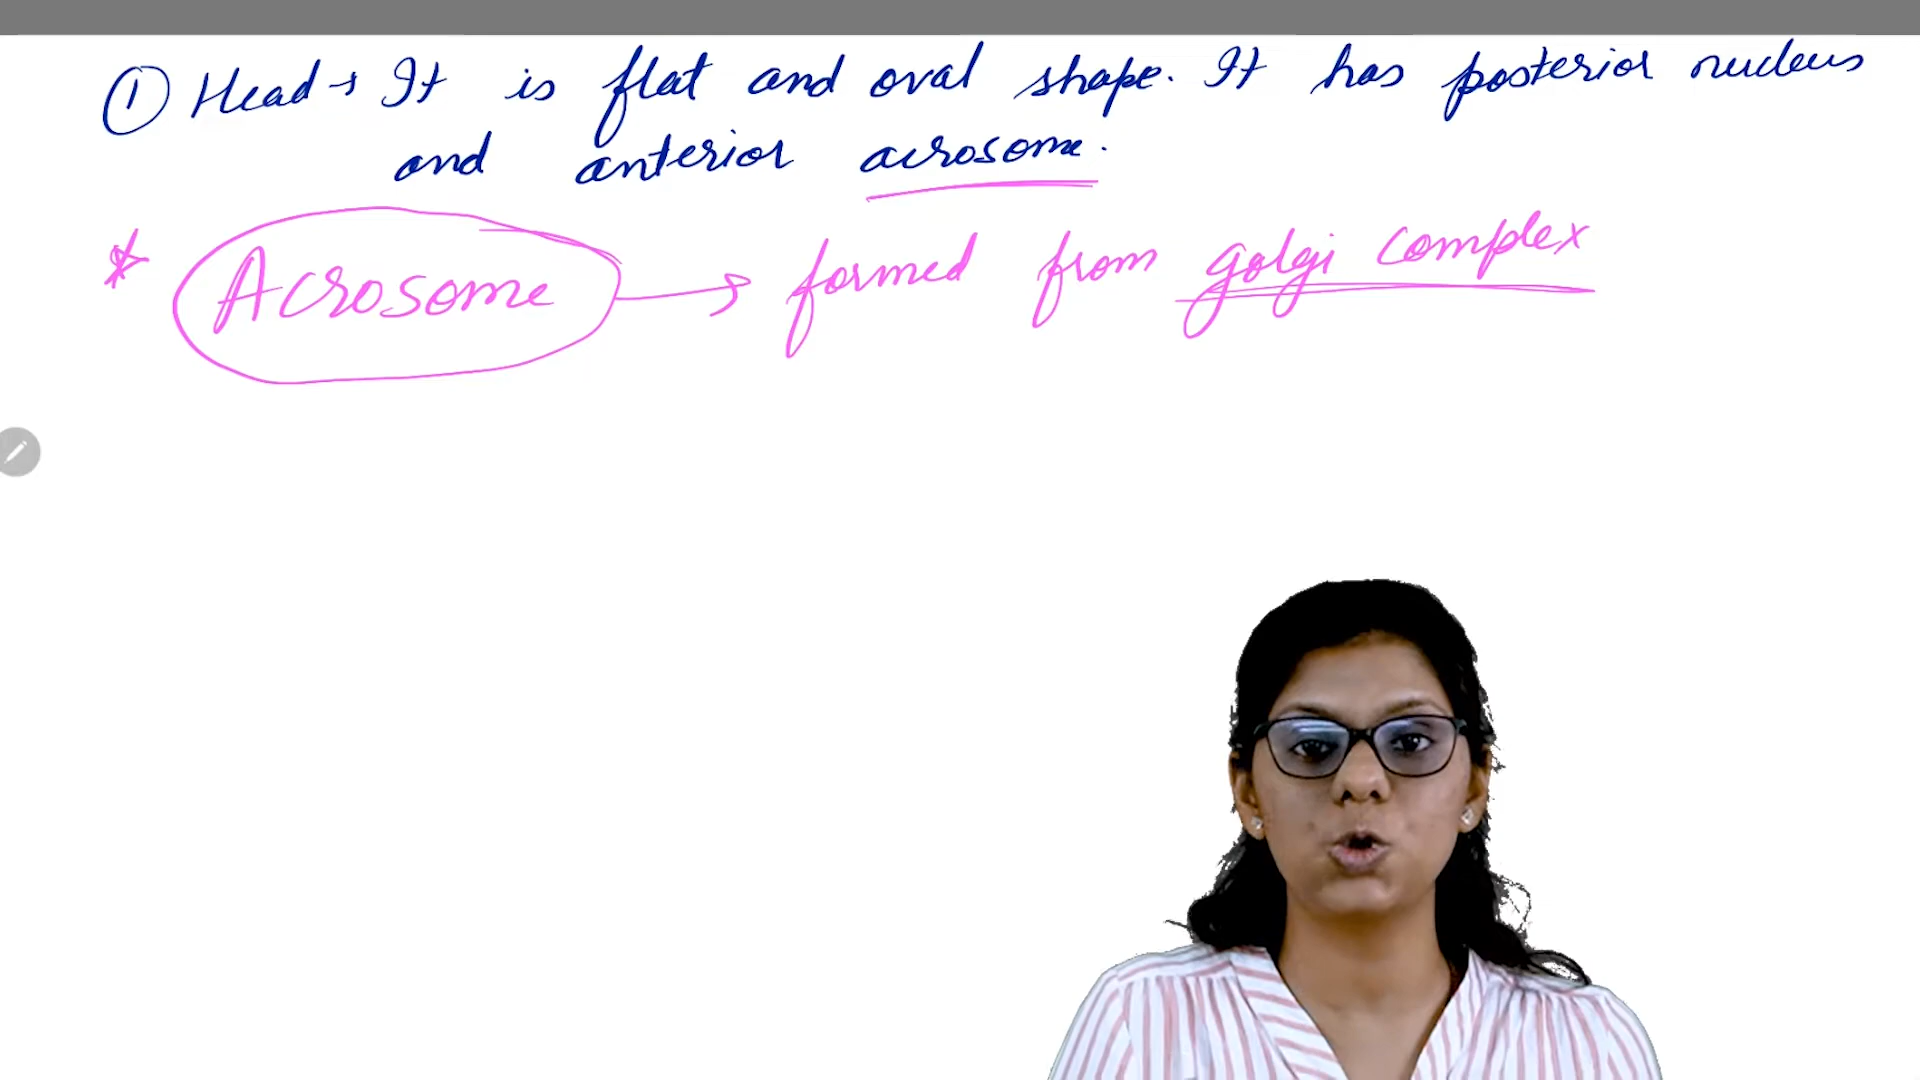 ① Head → It is flat and oval shape. It has posterior nucleus
and anterior acrosome.
* Acrosome → formed from golgi complex